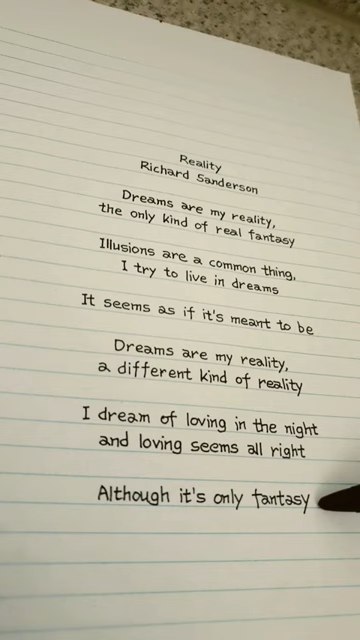 Reality
Richard Sanderson
Dreams are my reality,
the only kind of real fantasy
Illusions are a common thing,
I try to live in dreams
It seems as if it's meant to be
Dreams are my reality,
a different kind of reality
I dream of loving in the night
and loving seems all right
Although it's only fantasy